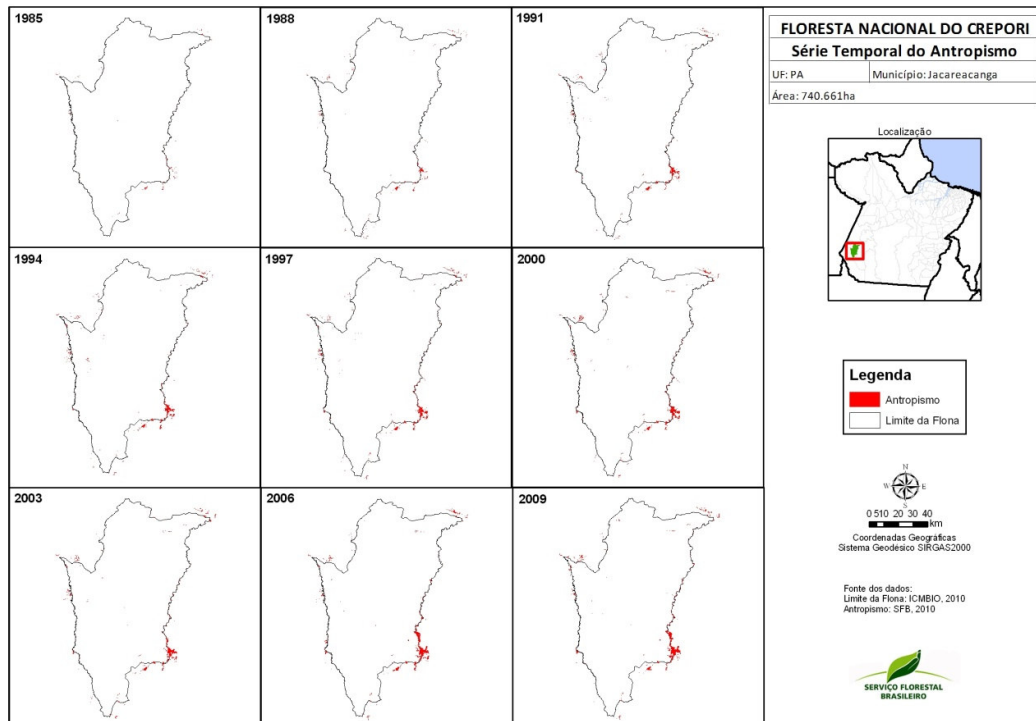 1985
1988
1991
1994
1997
2000
2003
2006
2009
FLORESTA NACIONAL DO CREPORI
Série Temporal do Antropismo
UF: PA
Município: Jacareacanga
Área: 740.661ha
Localização
Legenda
Antropismo
Limite da Flona
N
W E
S
0 510 20 30 40
km
Coordenadas Geográficas
Sistema Geodésico SIRGAS2000
Fonte dos dados:
Limite da Flona: ICMBIO, 2010
Antropismo: SFB, 2010
SERVIÇO FLORESTAL
BRASILEIRO